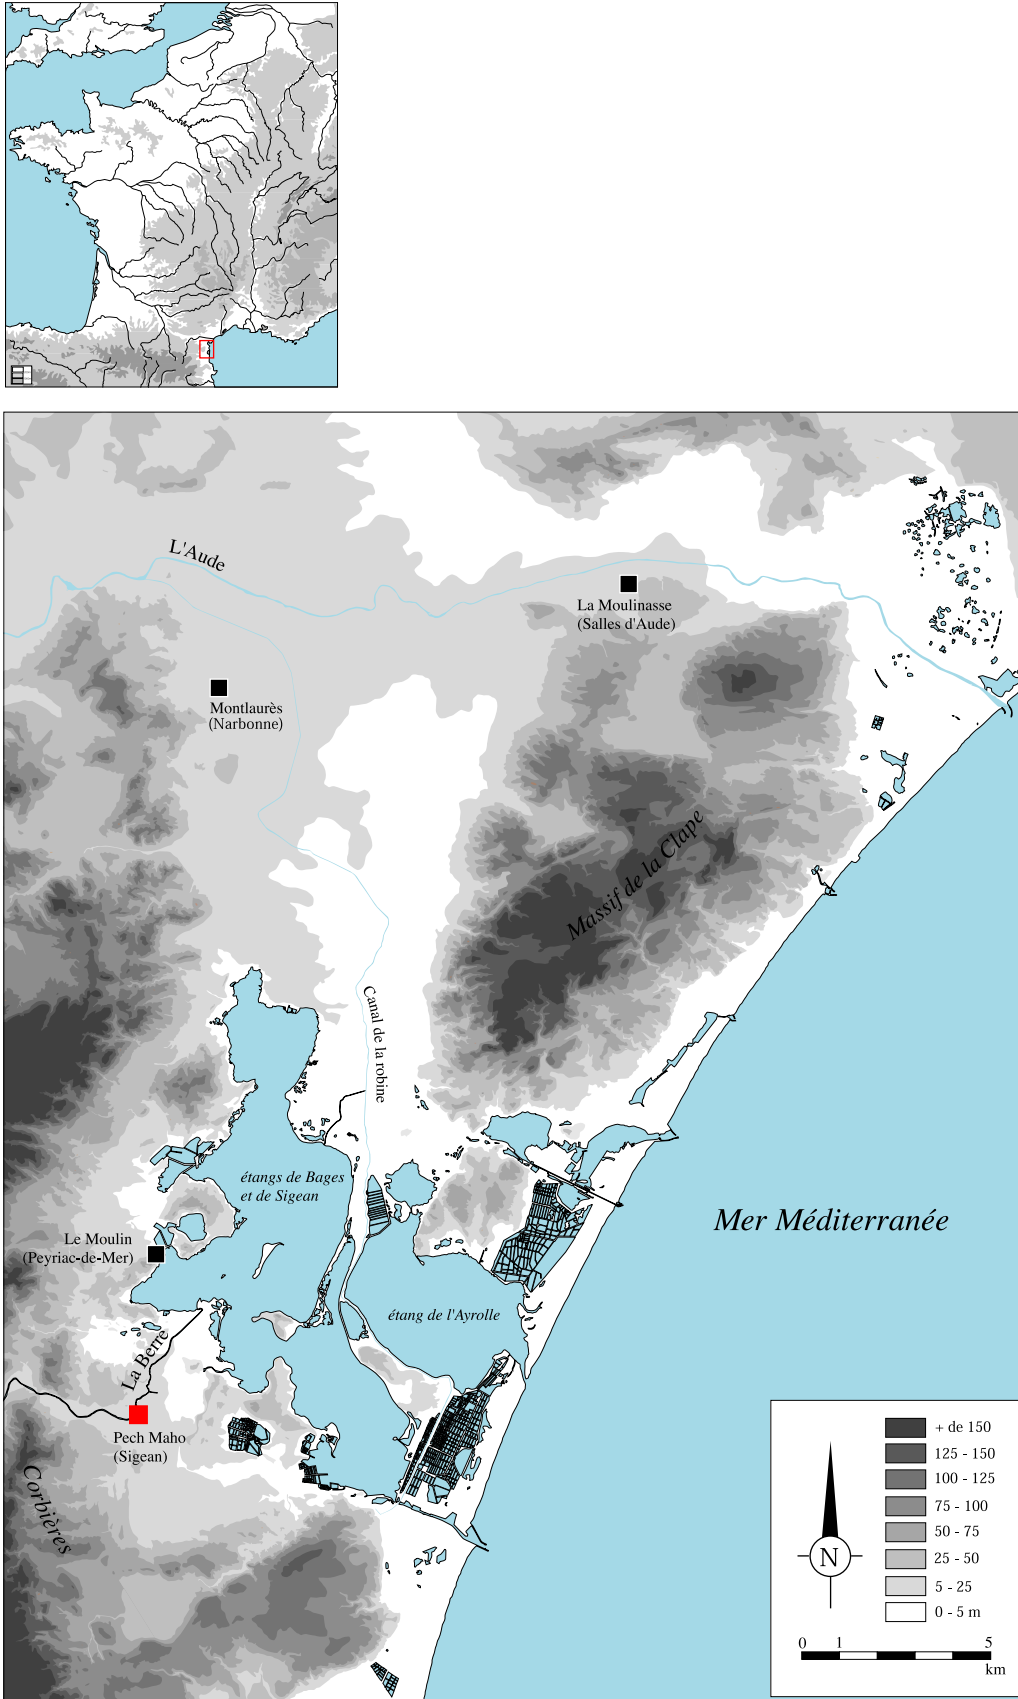 L'Aude
La Moulinasse
(Salles d'Aude)
Montlaurès
(Narbonne)
Massif de la Clape
Canal de la robine
étangs de Bages
et de Sigean
Mer Méditerranée
Le Moulin
(Peyriac-de-Mer)
étang de l'Ayrolle
La Berre
Pech Maho
(Sigean)
Corbières
+ de 150
125 - 150
100 - 125
75 - 100
50 - 75
25 - 50
5 - 25
0 - 5 m
N
0 1 5
km